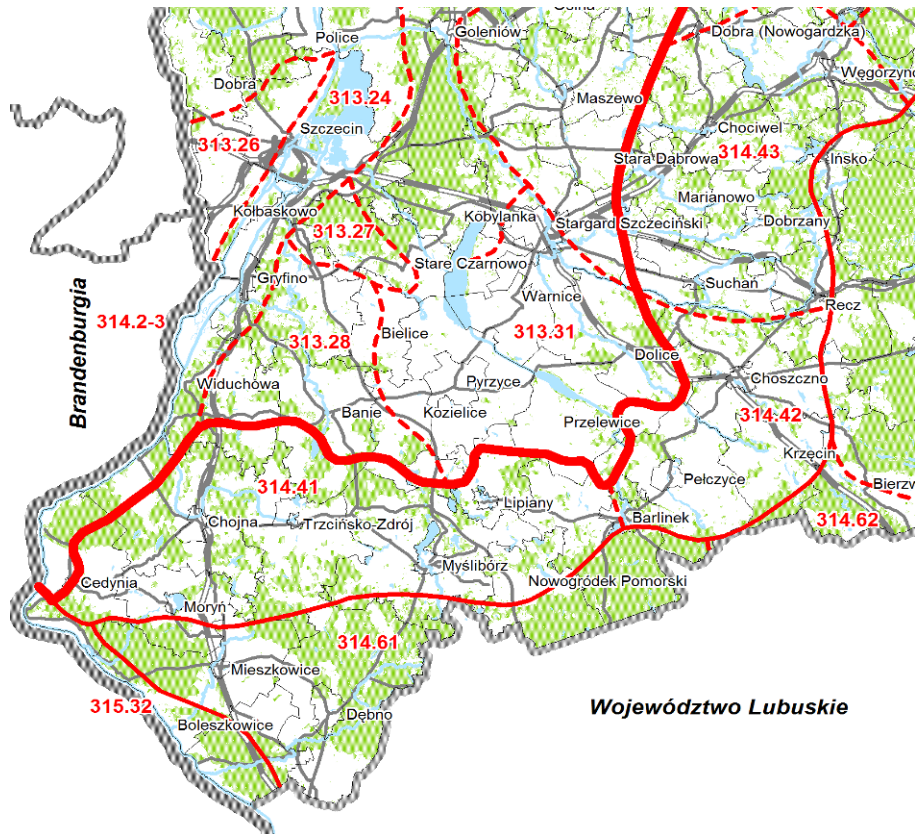 Dobra (Nowogardzka)
Goleniów
Police
Węgorzyno
Dobra
313.24
Maszewo
Szczecin
Chociwel
313.26
314.43
Stara Dąbrowa
Ińsko
Marianowo
Kołbaskowo
Kobylanka
Dobrzany
313.27
Stargard Szczeciński
Stare Czarnowo
Gryfino
Suchań
Warnice
Recz
Brandenburgia
314.2-3
313.28
Bielice
313.31
Dolice
Widuchowa
Pyrzyce
Choszczno
Banie
Kozielice
314.42
Przelewice
Krzęcin
314.41
Pełczyce
Bierzw
Lipiany
Chojna
Trzcińsko-Zdrój
Barlinek
314.62
Myślibórz
Cedynia
Nowogródek Pomorski
Moryń
314.61
Mieszkowice
315.32
Dębno
Województwo Lubuskie
Boleszkowice